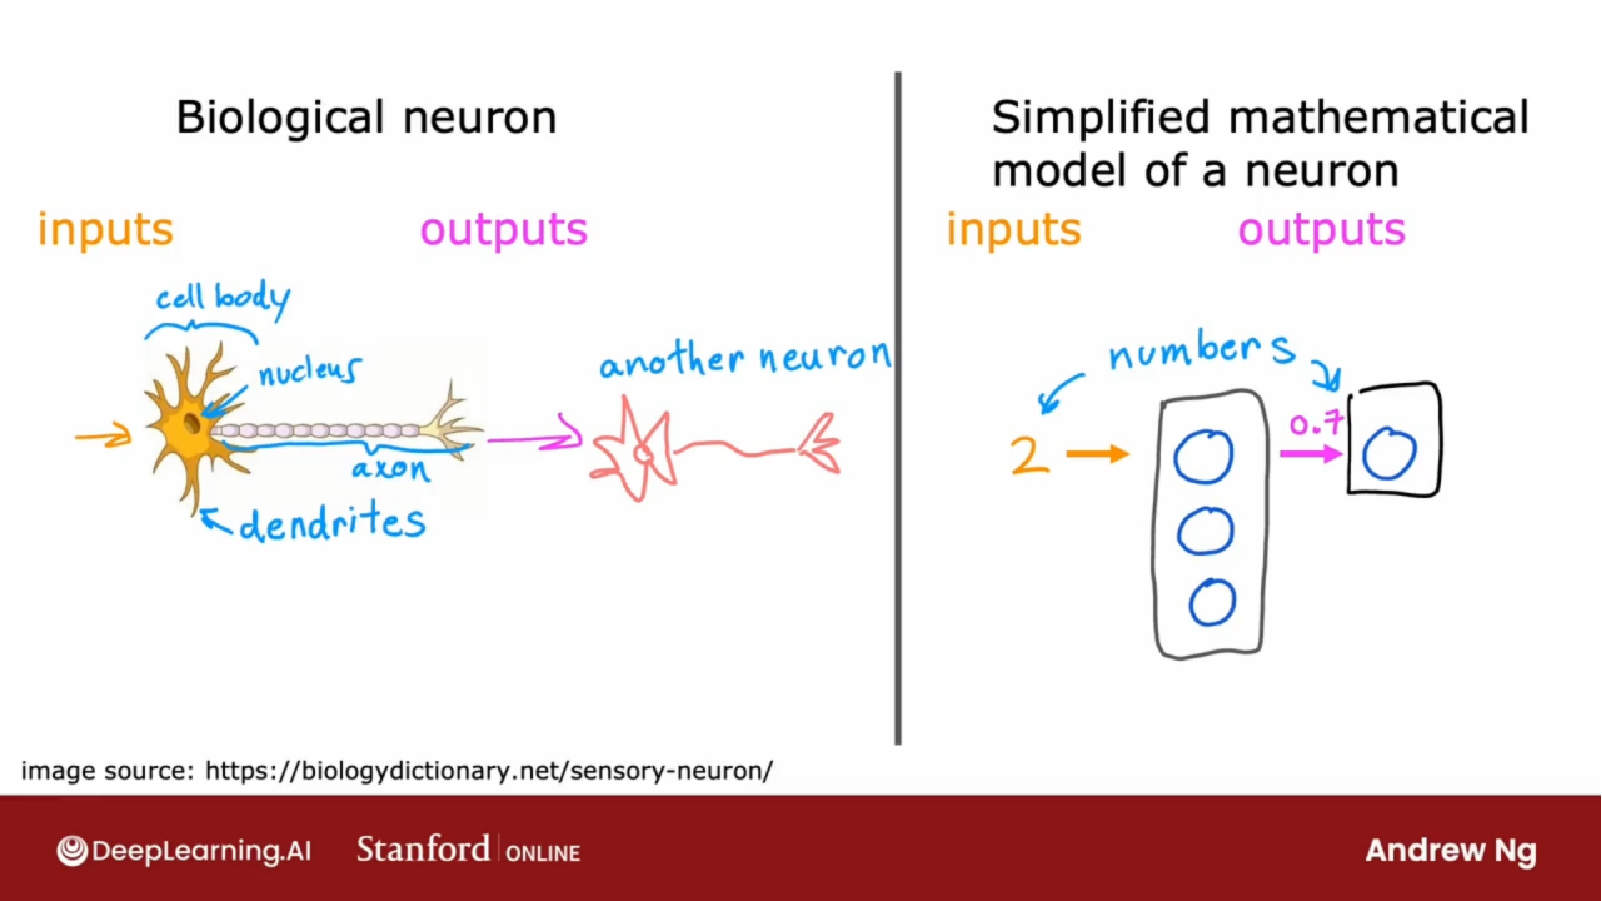 Biological neuron
inputs
outputs
cell body
nucleus
another neuron
axon
dendrites
Simplified mathematical
model of a neuron
inputs
outputs
numbers
0.7
2
image source: https://biologydictionary.net/sensory-neuron/
DeepLearning.AI
Stanford ONLINE
Andrew Ng